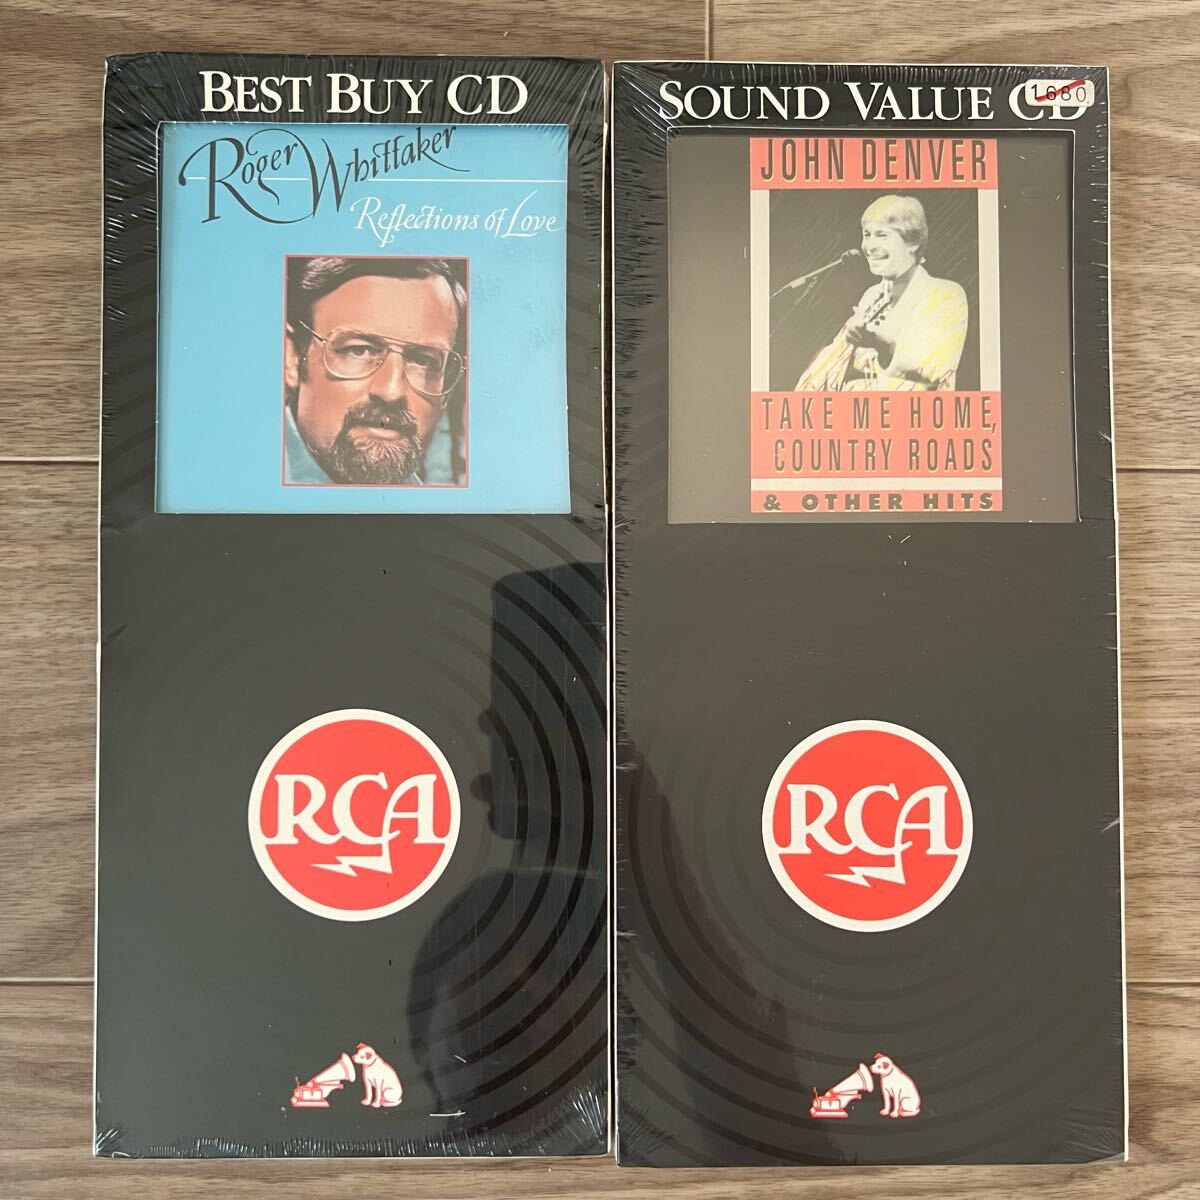 BEST BUY CD
Roger Whittaker
Reflections of Love
RCA
SOUND VALUE CD
1680
JOHN DENVER
TAKE ME HOME,
COUNTRY ROADS
& OTHER HITS
RCA